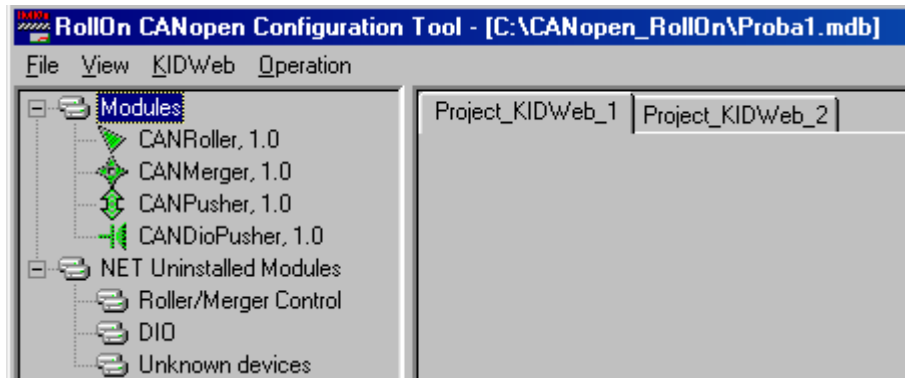 RollOn CANopen Configuration Tool - [C:\CANopen_RollOn\Proba1.mdb]
File View KIDWeb Operation
Modules
CANRoller, 1.0
CANMerger, 1.0
CANPusher, 1.0
CANDioPusher, 1.0
NET Uninstalled Modules
Roller/Merger Control
DIO
Unknown devices
Project_KIDWeb_1 Project_KIDWeb_2